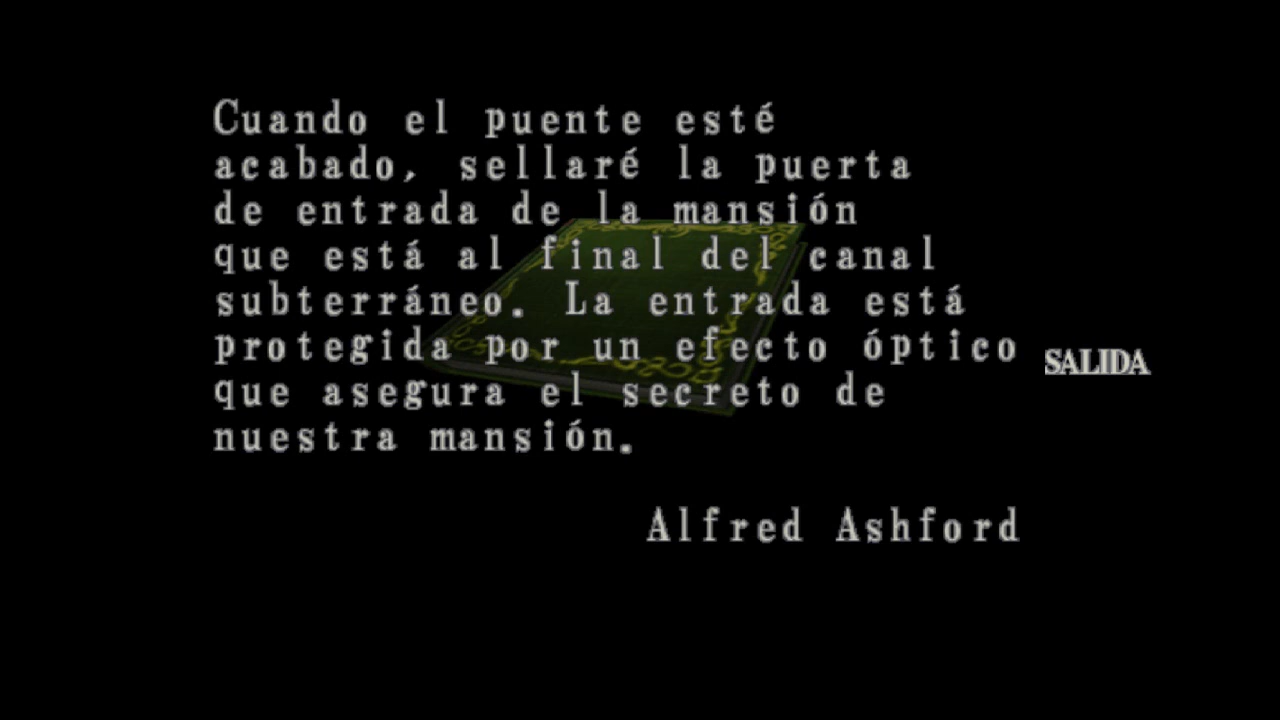 Cuando el puente esté
acabado, sellaré la puerta
de entrada de la mansión
que está al final del canal
subterráneo. La entrada está
protegida por un efecto óptico
que asegura el secreto de
nuestra mansión.
SALIDA
Alfred Ashford